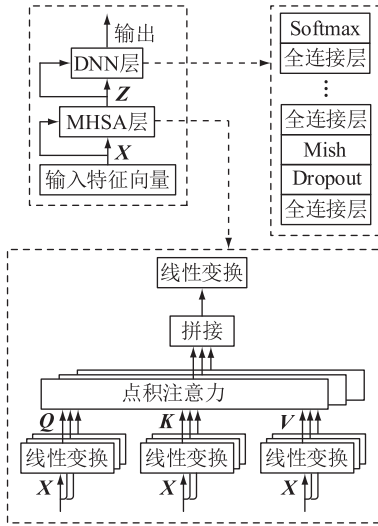 输出
DNN层
Z
MHSA层
X
输入特征向量
Softmax
全连接层
⋮
全连接层
Mish
Dropout
全连接层
线性变换
拼接
点积注意力
Q K V
线性变换 线性变换 线性变换
X X X